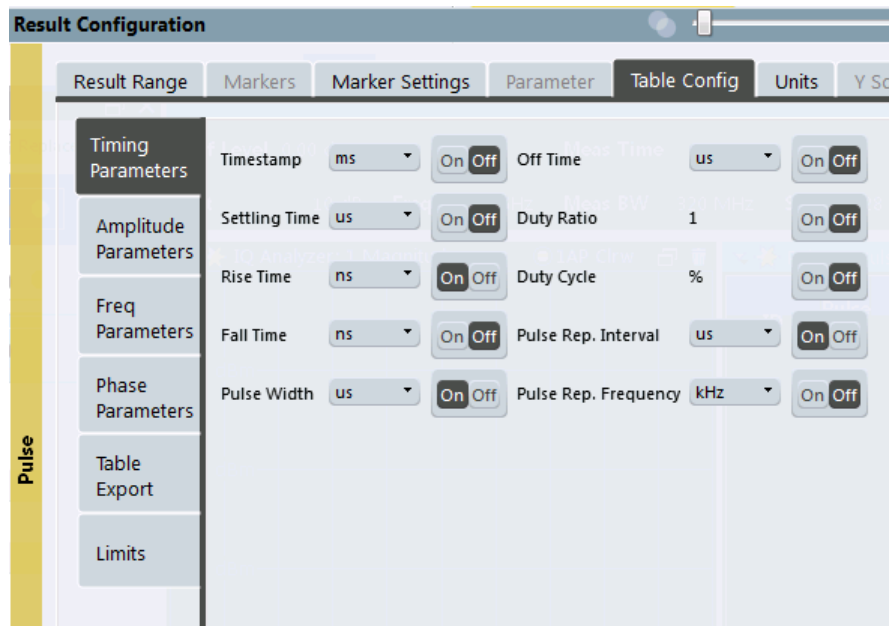 Result Configuration
Result Range Markers Marker Settings Parameter Table Config Units Y Sc
Timing
Parameters
Amplitude
Parameters
Freq
Parameters
Phase
Parameters
Table
Export
Limits
Pulse
Timestamp ms On Off Off Time us On Off
Settling Time us On Off Duty Ratio 1 On Off
Rise Time ns On Off Duty Cycle % On Off
Fall Time ns On Off Pulse Rep. Interval us On Off
Pulse Width us On Off Pulse Rep. Frequency kHz On Off